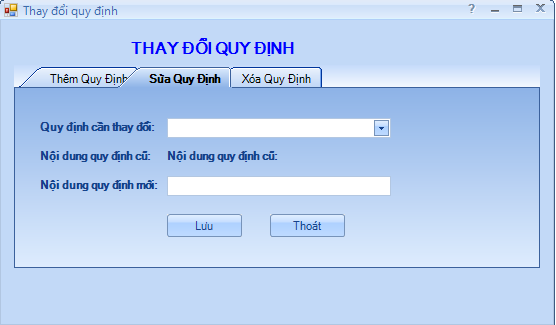 Thay đổi quy định
THAY ĐỔI QUY ĐỊNH
Thêm Quy Định Sửa Quy Định Xóa Quy Định
Quy định cần thay đổi:
Nội dung quy định cũ: Nội dung quy định cũ:
Nội dung quy định mới:
Lưu Thoát